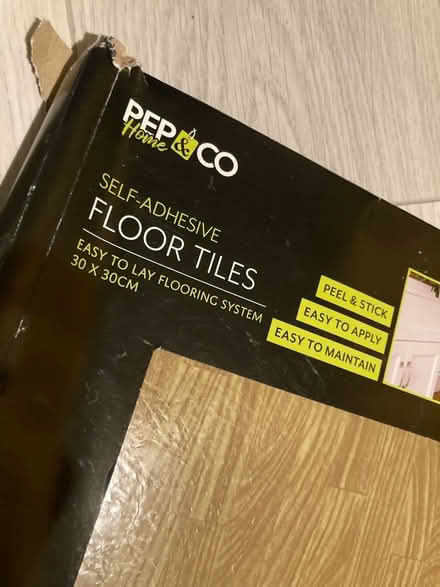 PEP&CO
Home
SELF-ADHESIVE
FLOOR TILES
EASY TO LAY FLOORING SYSTEM
30 X 30CM
PEEL & STICK
EASY TO APPLY
EASY TO MAINTAIN